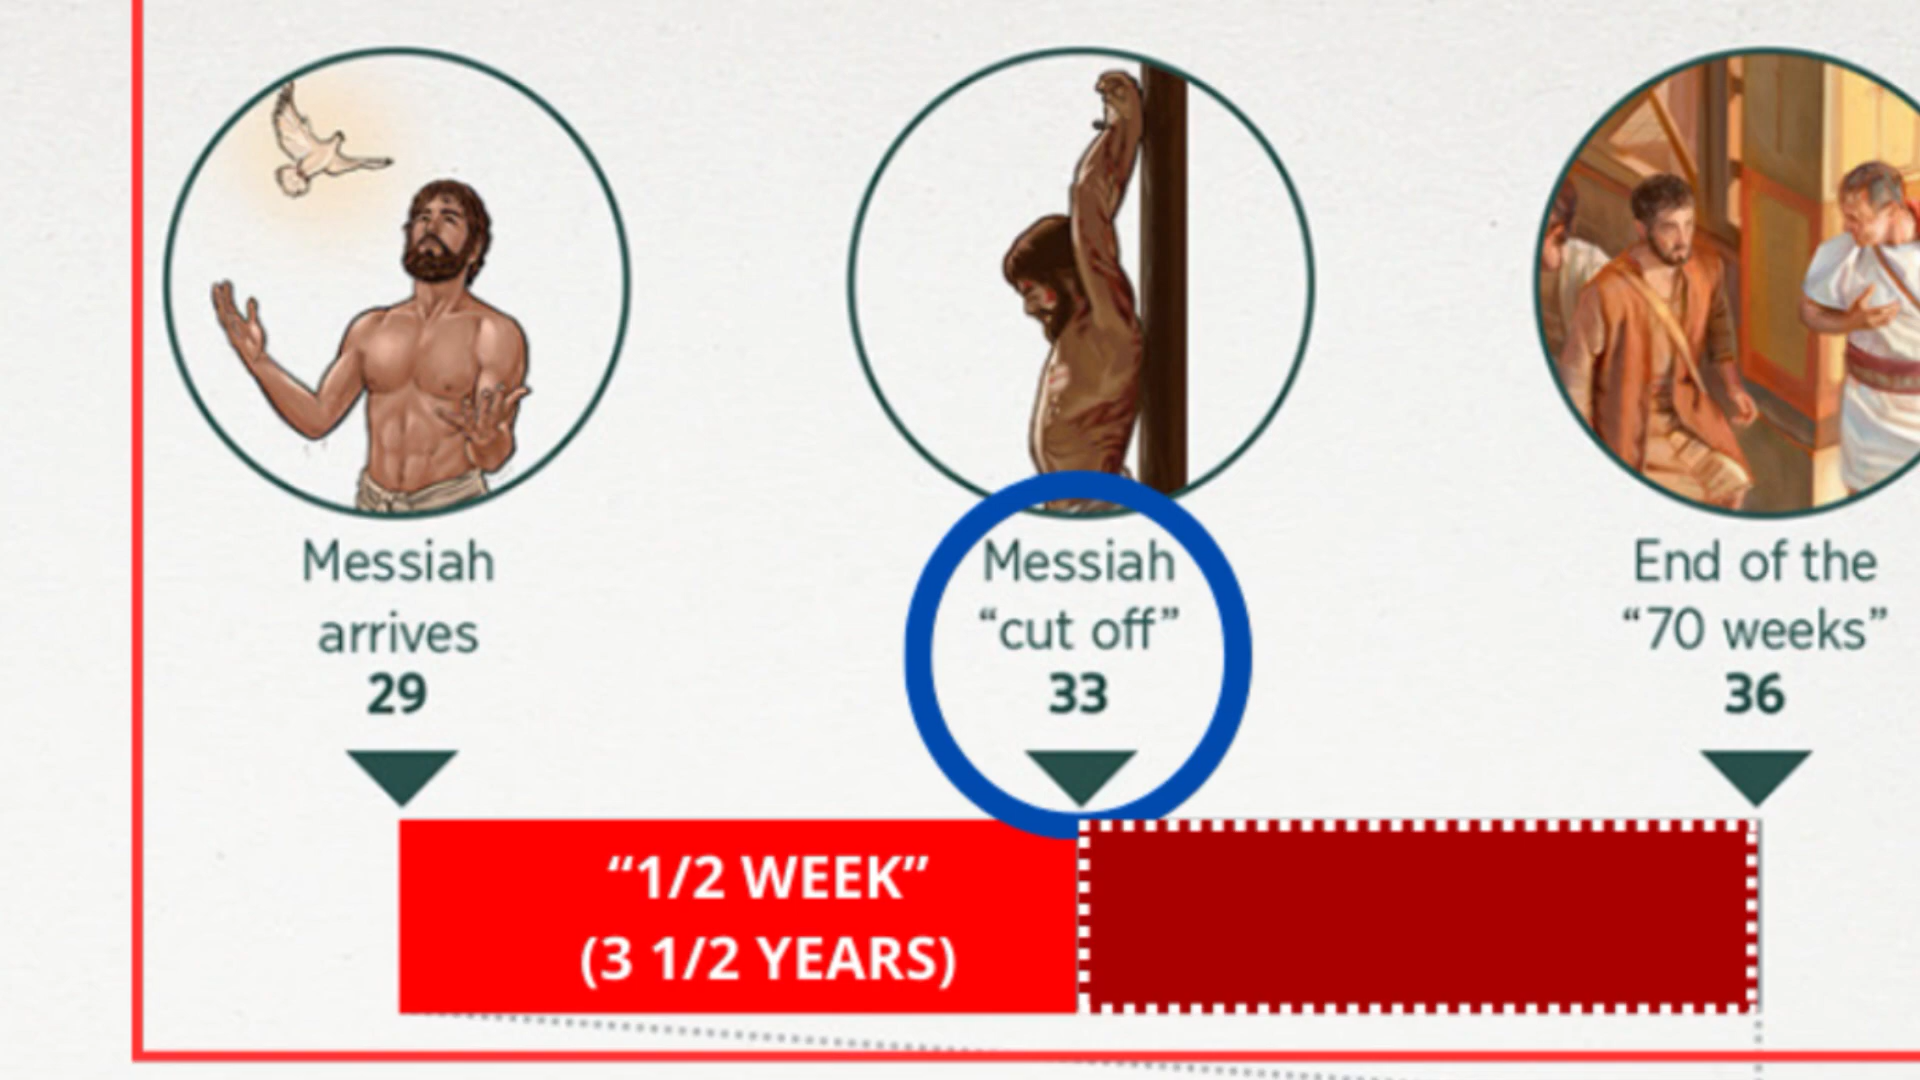 Messiah
arrives
29
Messiah
“cut off”
33
End of the
“70 weeks”
36
“1/2 WEEK”
(3 1/2 YEARS)